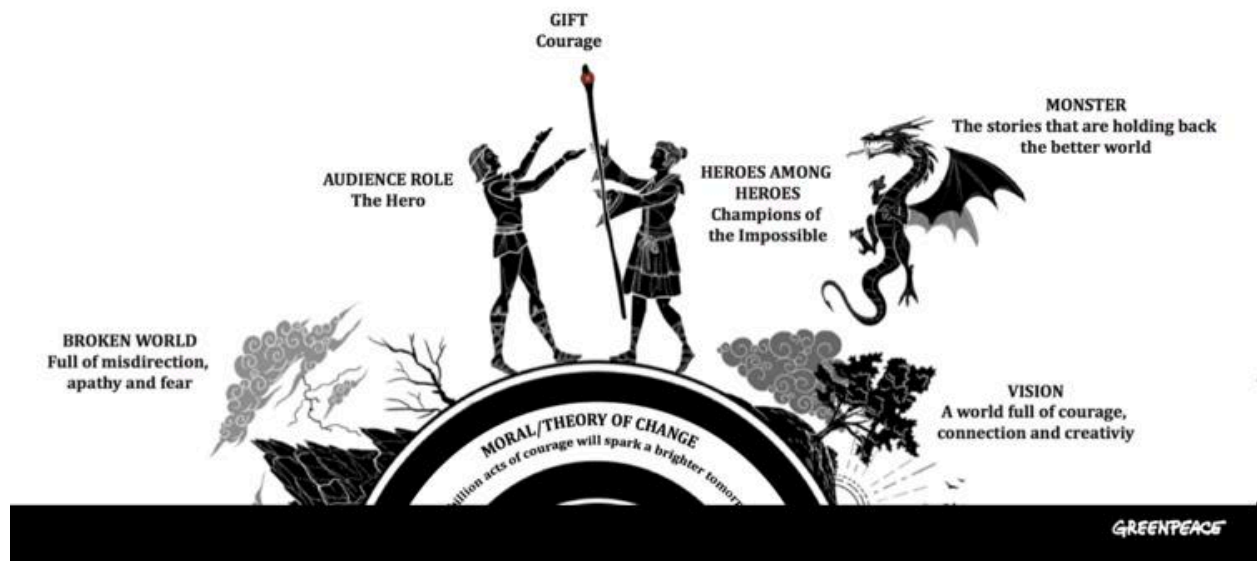 GIFT
Courage
MONSTER
The stories that are holding back
the better world
AUDIENCE ROLE
The Hero
HEROES AMONG
HEROES
Champions of
the Impossible
BROKEN WORLD
Full of misdirection,
apathy and fear
VISION
A world full of courage,
connection and creativiy
MORAL/THEORY OF CHANGE
acts of courage will spark a brighter
GREENPEACE